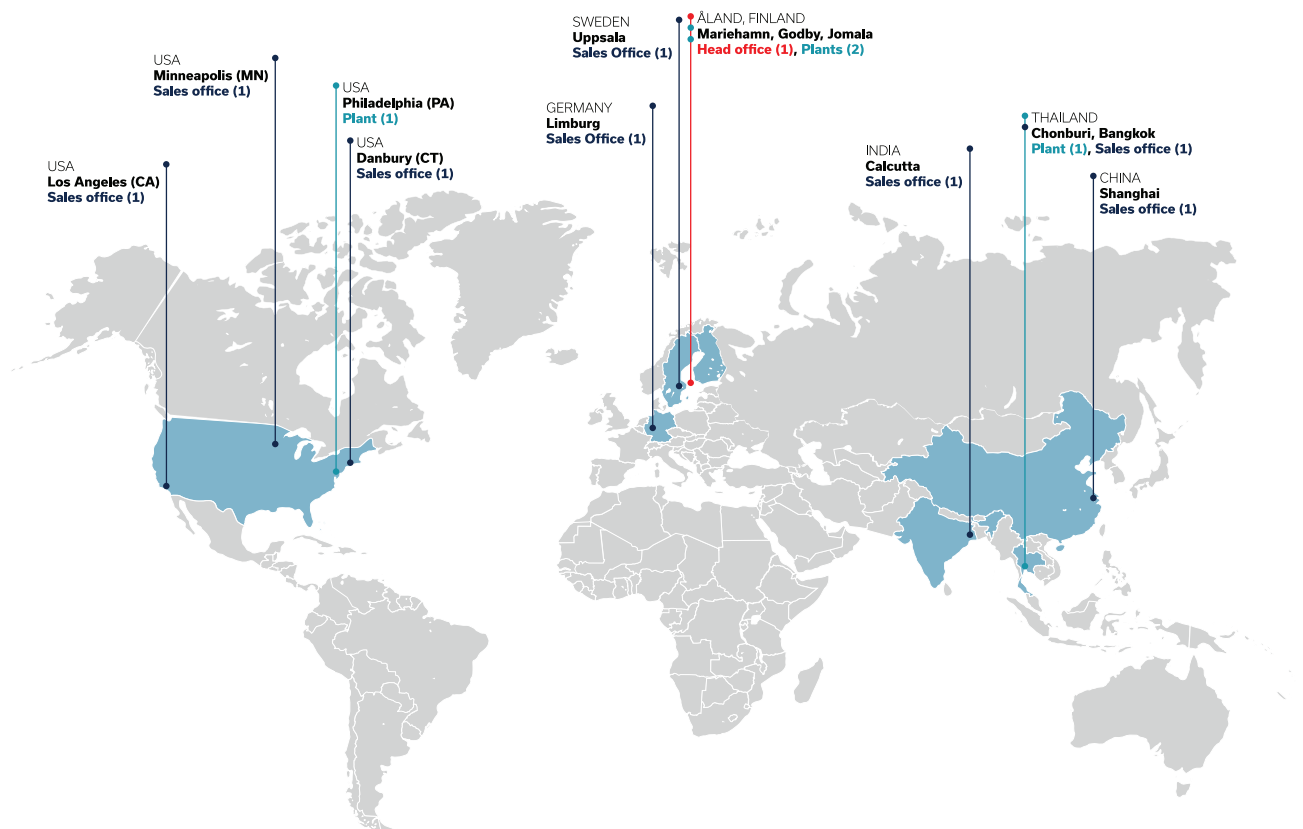 SWEDEN
Uppsala
Sales Office (1)
ÅLAND, FINLAND
Mariehamn, Godby, Jomala
Head office (1), Plants (2)
USA
Minneapolis (MN)
Sales office (1)
USA
Philadelphia (PA)
Plant (1)
GERMANY
Limburg
Sales Office (1)
THAILAND
Chonburi, Bangkok
Plant (1), Sales office (1)
USA
Danbury (CT)
Sales office (1)
INDIA
Calcutta
Sales office (1)
USA
Los Angeles (CA)
Sales office (1)
CHINA
Shanghai
Sales office (1)